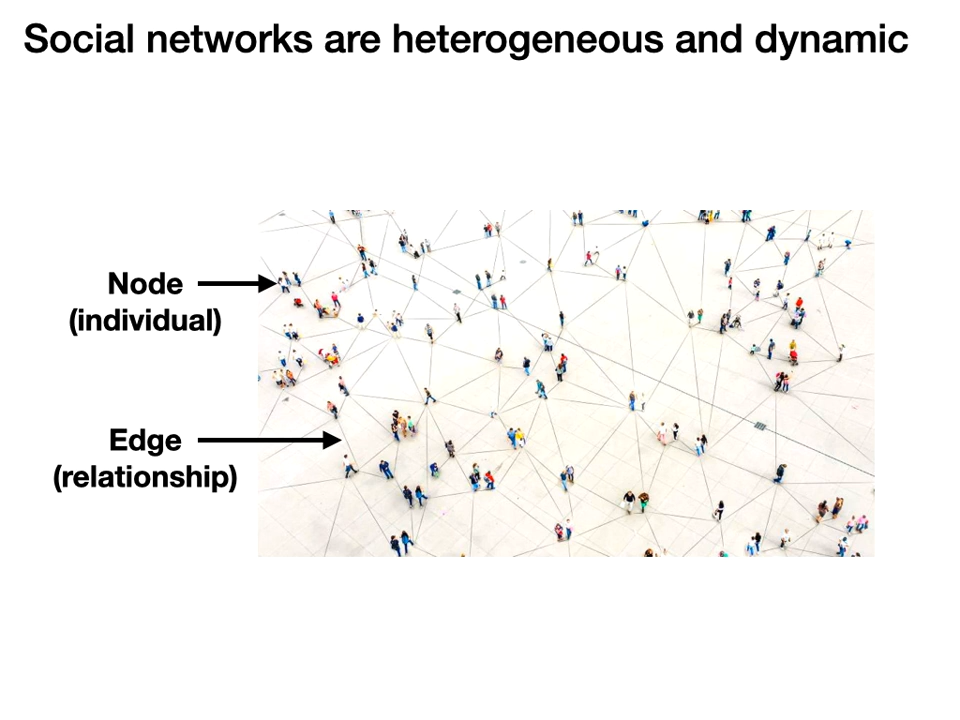 Social networks are heterogeneous and dynamic
Node
(individual)
Edge
(relationship)